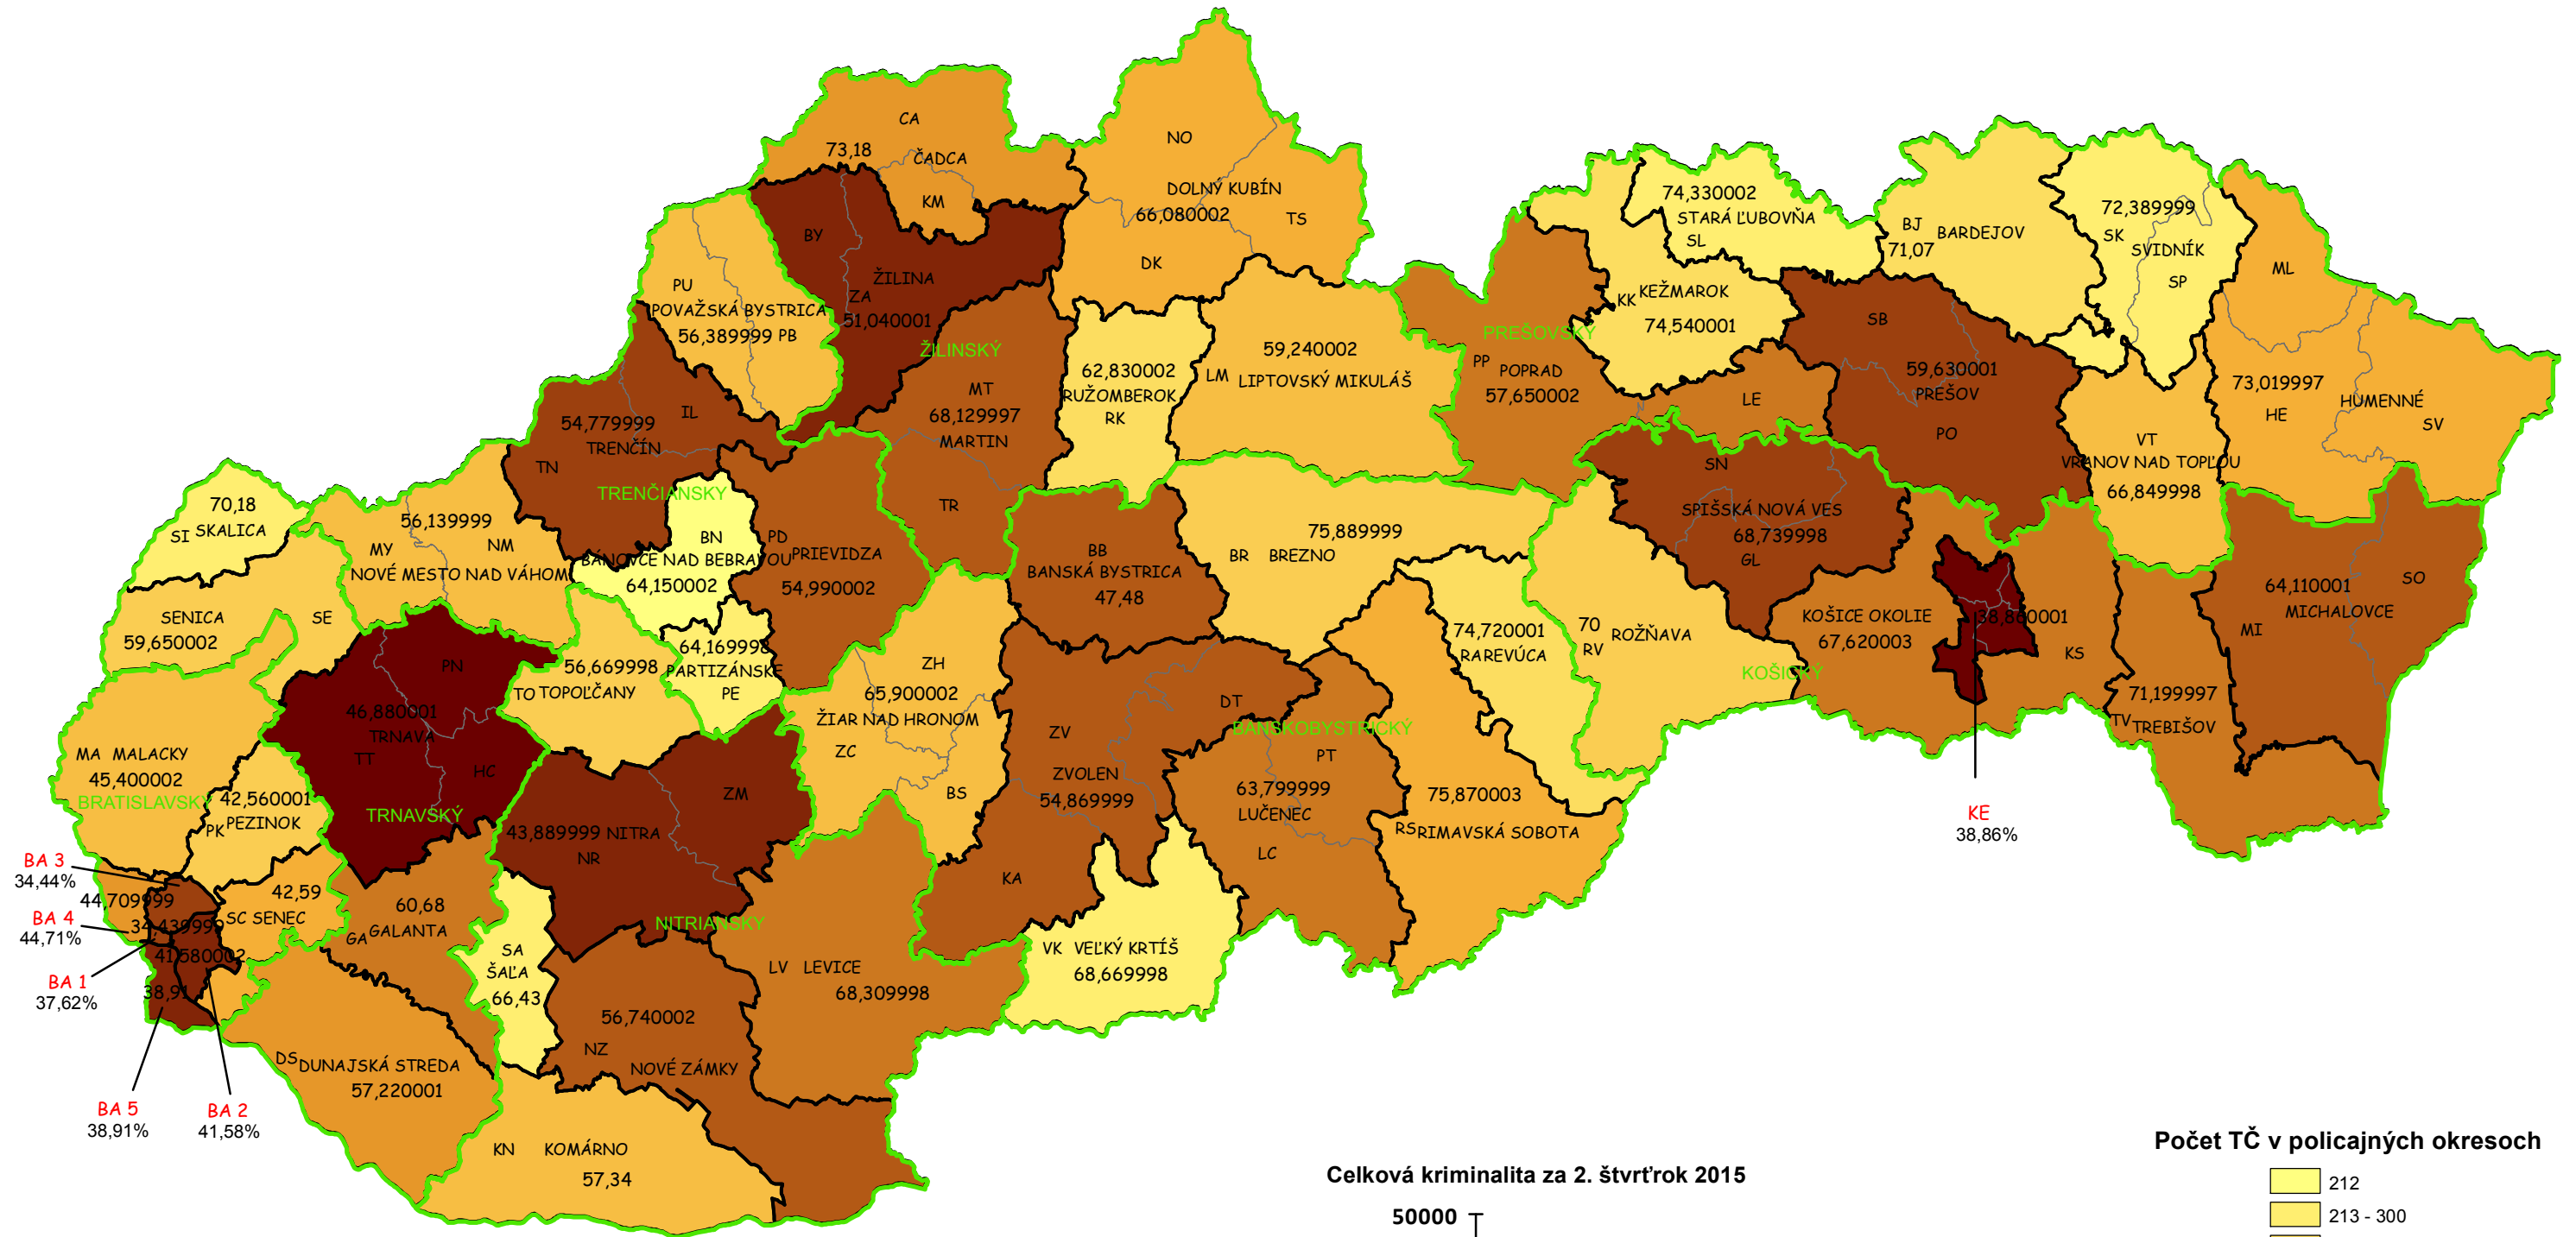 CA
73,18
ČADCA
KM
NO
DOLNÝ KUBÍN
66,080002
TS
DK
BY
ŽILINA
ZA
51,040001
ŽILINSKÝ
PU
POVAŽSKÁ BYSTRICA
56,389999 PB
MT
68,129997
MARTIN
TR
62,830002
RUŽOMBEROK
RK
59,240002
LM LIPTOVSKÝ MIKULÁŠ
74,330002
STARÁ ĽUBOVŇA
SL
KK KEŽMAROK
74,540001
PREŠOVSKÝ
PP POPRAD
57,650002
LE
BJ BARDEJOV
71,07
72,389999
SK
SVIDNÍK
SP
ML
73,019997
HUMENNÉ
HE
SV
SB
59,630001
PREŠOV
PO
VT
VRANOV NAD TOPĽOU
66,849998
IL
54,779999
TRENČÍN
TN
TRENČIANSKY
70,18
SI SKALICA
56,139999
MY
NM
NOVÉ MESTO NAD VÁHOM
BN
BÁNOVCE NAD BEBRAVOU
64,150002
PD
PRIEVIDZA
54,990002
SENICA
SE
59,650002
64,169998
PARTIZÁNSKE
PE
56,669998
TO TOPOĽČANY
BB
BANSKÁ BYSTRICA
47,48
75,889999
BR BREZNO
SN
SPIŠSKÁ NOVÁ VES
68,739998
GL
74,720001
RAREVÚCA
70
ROŽŇAVA
RV
KOŠICKÝ
KOŠICE OKOLIE
67,620003
38,860001
KS
64,110001
SO
MICHALOVCE
MI
71,199997
TV TREBIŠOV
KE
38,86%
PN
46,880001
TRNAVA
TT
HC
TRNAVSKÝ
ZH
65,900002
ŽIAR NAD HRONOM
ZC
BS
DT
ZV
ZVOLEN
54,869999
KA
BANSKOBYSTRICKÝ
PT
63,799999
LUČENEC
LC
75,870003
RS RIMAVSKÁ SOBOTA
MA MALACKY
45,400002
BRATISLAVSKÝ
42,560001
PK PEZINOK
ZM
43,889999 NITRA
NR
NITRIANSKY
BA 3
34,44%
44,709999
34,439999
BA 4
44,71%
42,59
SC SENEC
60,68
GA GALANTA
41,580002
BA 1
37,62%
38,91
SA
ŠAĽA
66,43
LV LEVICE
68,309998
VK VEĽKÝ KRTÍŠ
68,669998
56,740002
NZ
NOVÉ ZÁMKY
DS DUNAJSKÁ STREDA
57,220001
BA 5
38,91%
BA 2
41,58%
KN KOMÁRNO
57,34
Celková kriminalita za 2. štvrťrok 2015
50000
Počet TČ v policajných okresoch
212
213 - 300